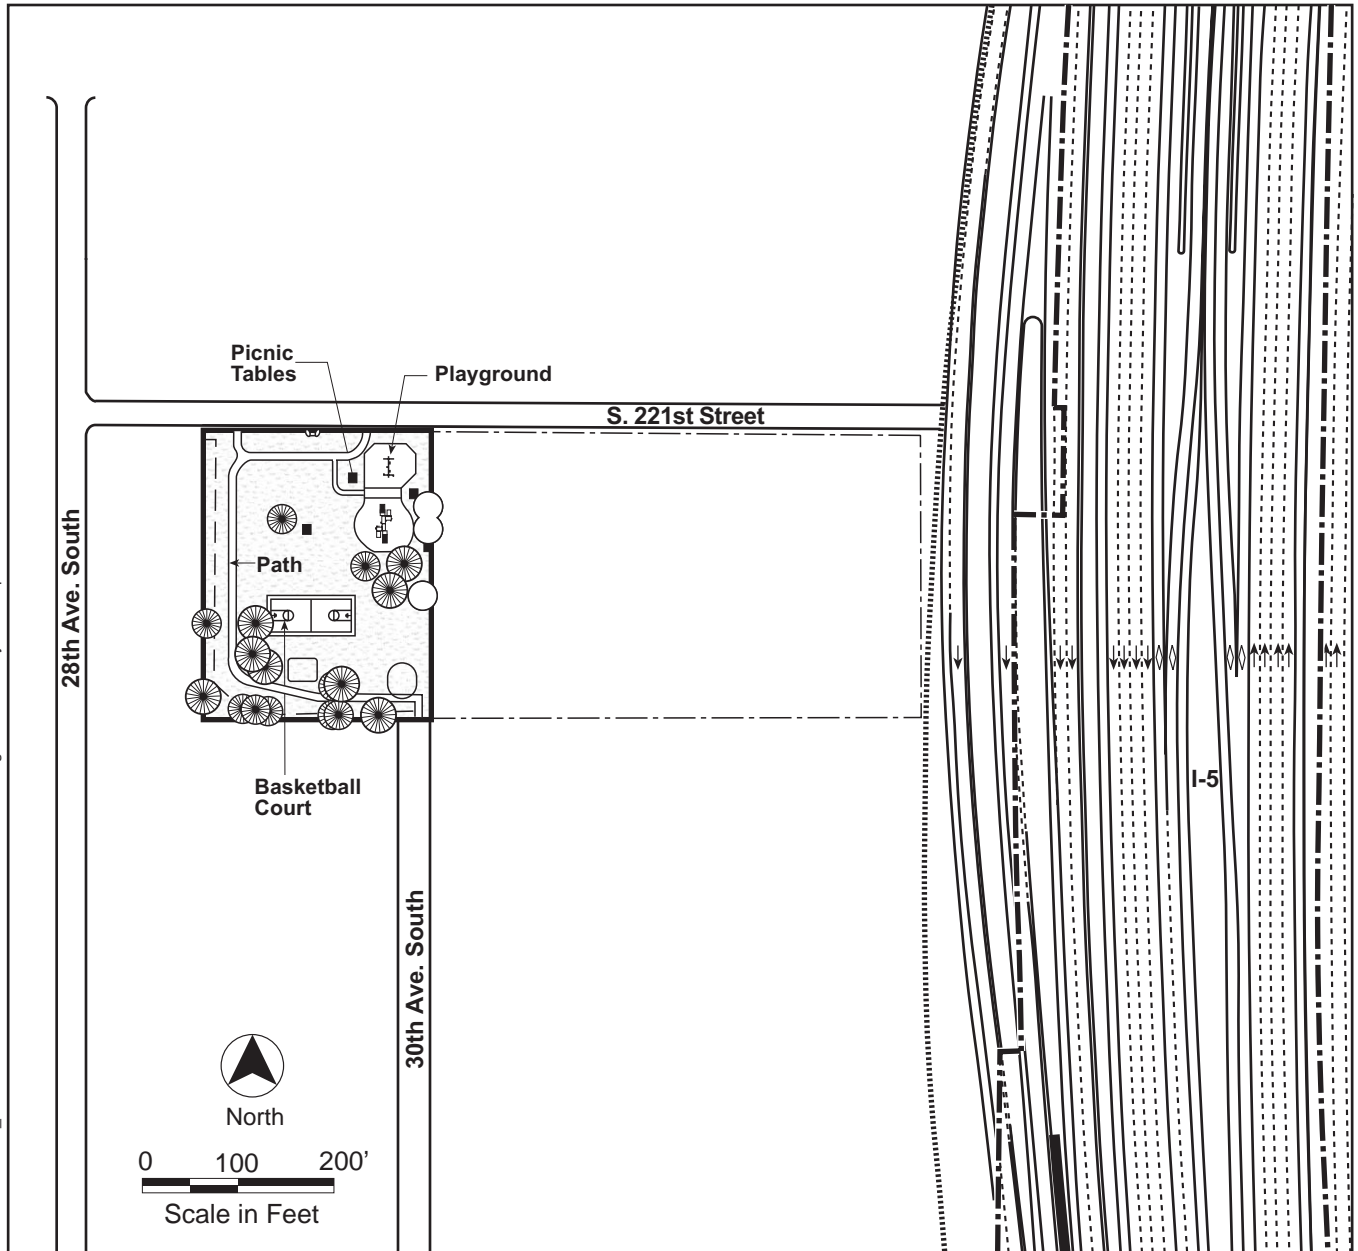 Picnic
Tables
Playground
S. 221st Street
Path
28th Ave. South
Basketball
Court
I-5
30th Ave. South
North
0 100 200’
Scale in Feet